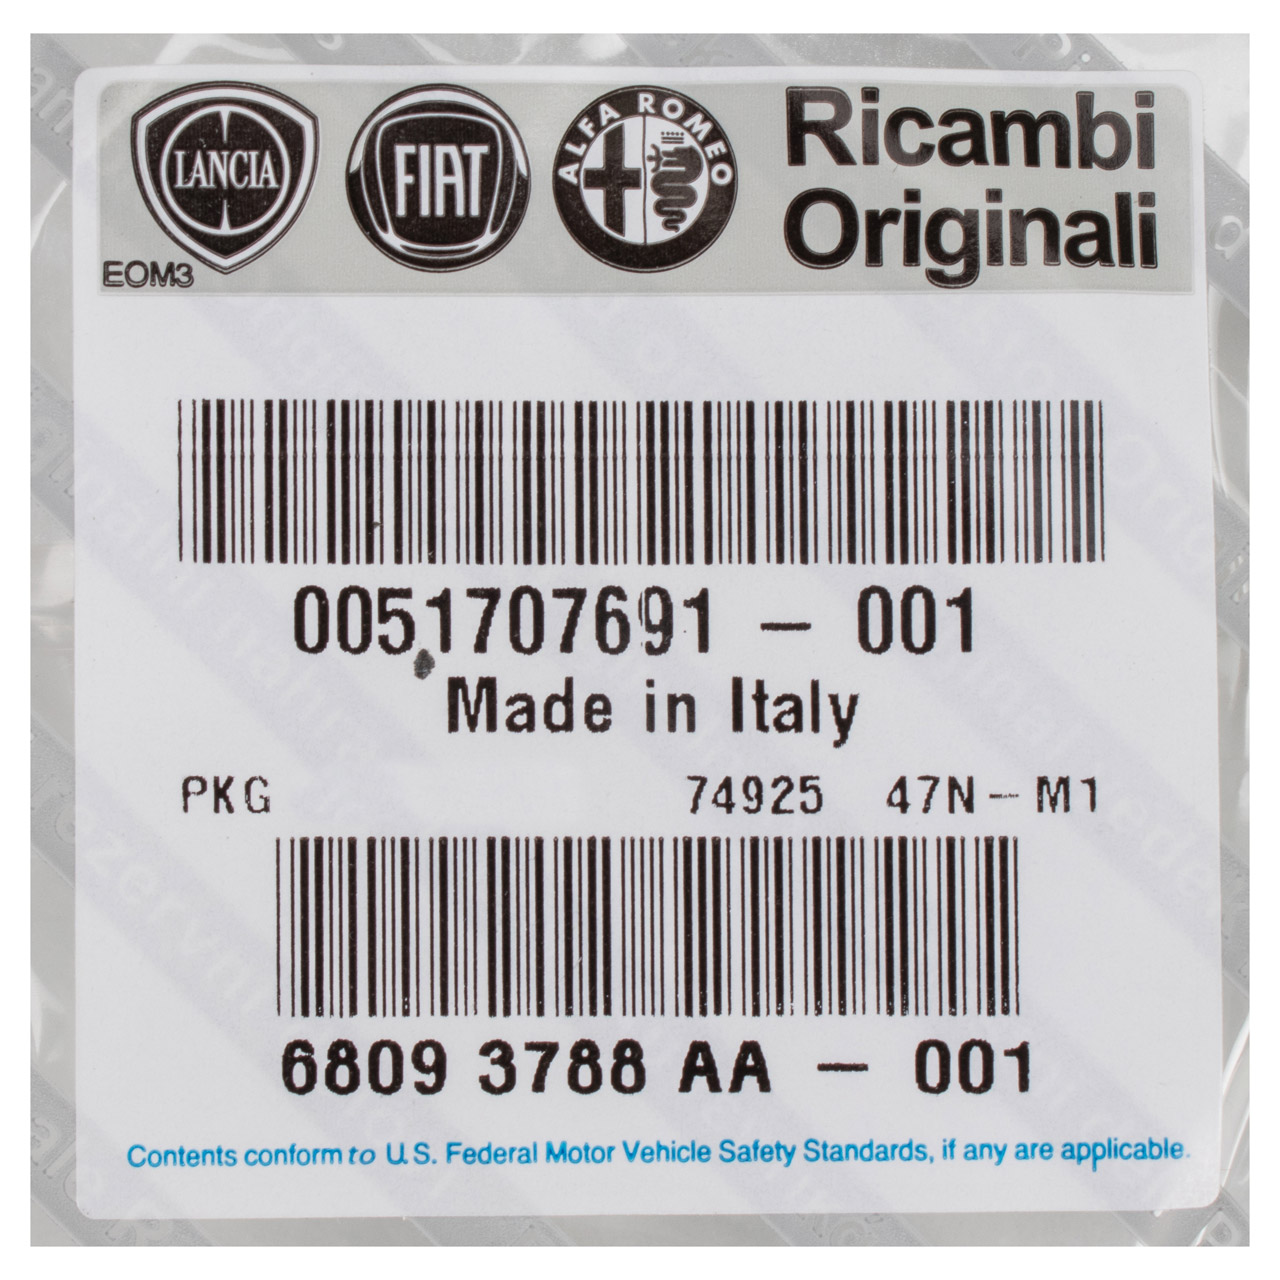 LANCIA
FIAT
ALFA ROMEO
Ricambi
Originali
EOM3
0051707691 – 001
Made in Italy
PKG 74925 47N – M1
6809 3788 AA – 001
Contents conform to U.S. Federal Motor Vehicle Safety Standards, if any are applicable.